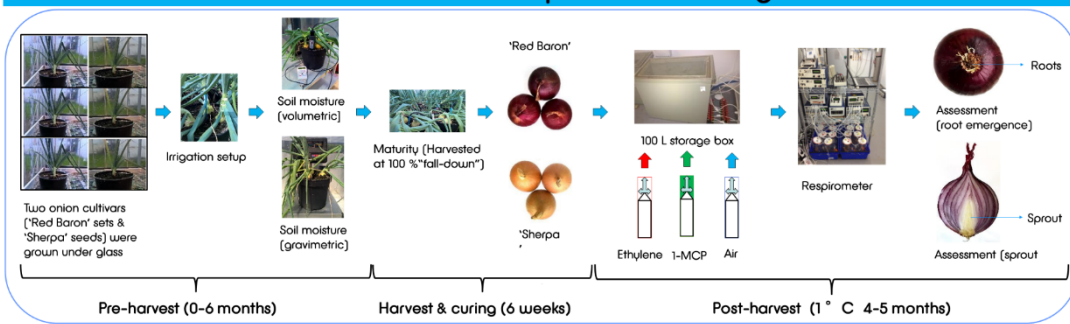 Two onion cultivars
('Red Baron' sets &
'Sherpa' seeds) were
grown under glass
Irrigation setup
Soil moisture
(volumetric)
Soil moisture
(gravimetric)
Maturity (Harvested
at 100 %"fall-down")
'Red Baron'
'Sherpa
'
100 L storage box
Ethylene
1-MCP
Air
Respirometer
Roots
Assessment
(root emergence)
Sprout
Assessment (sprout
Pre-harvest (0-6 months)
Harvest & curing (6 weeks)
Post-harvest (1 ° C 4-5 months)